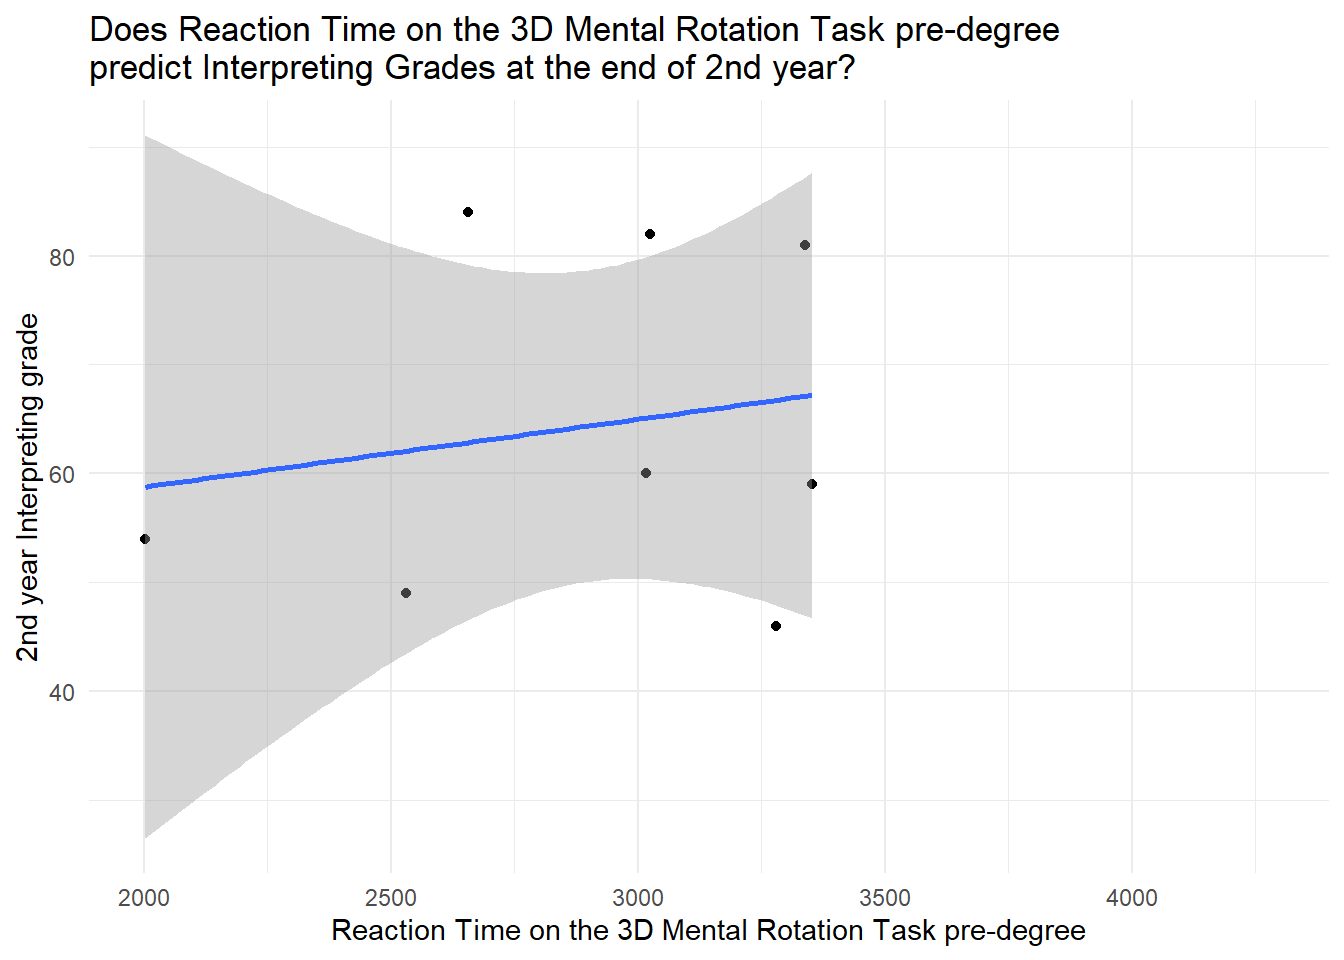 Does Reaction Time on the 3D Mental Rotation Task pre-degree
predict Interpreting Grades at the end of 2nd year?
2nd year Interpreting grade
80
60
40
2000
2500
3000
3500
4000
Reaction Time on the 3D Mental Rotation Task pre-degree